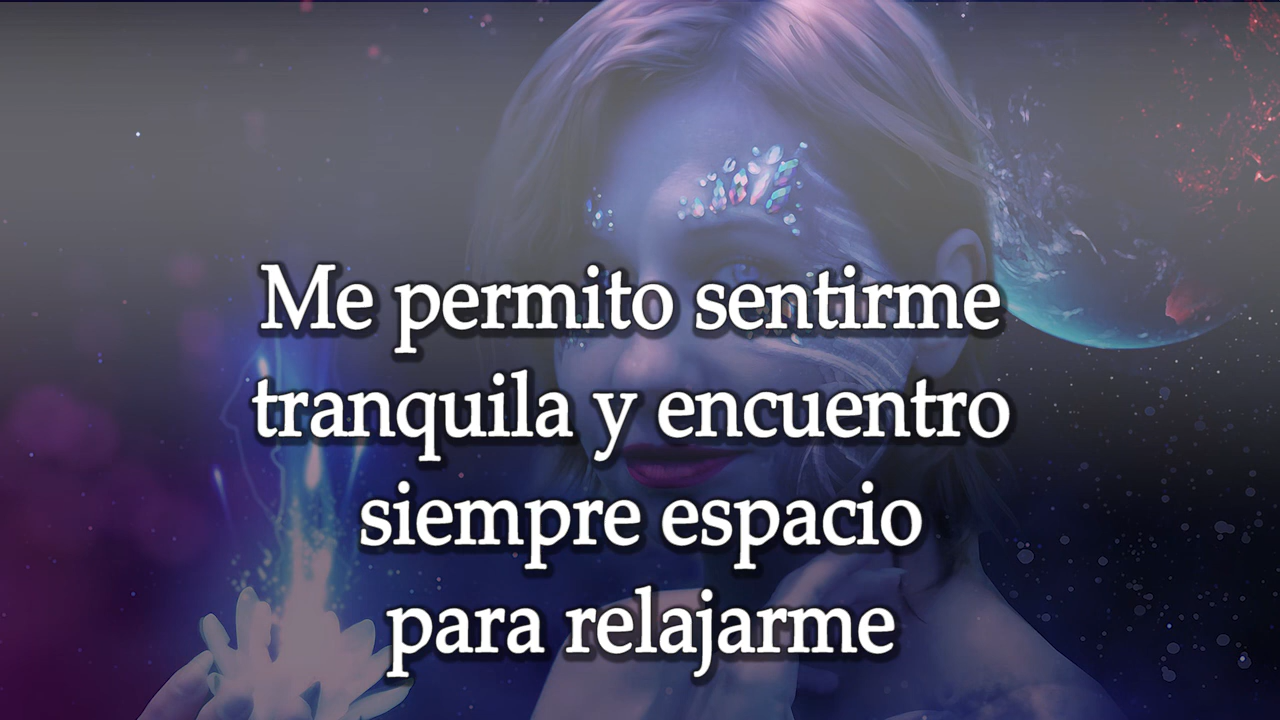 Me permito sentirme
tranquila y encuentro
siempre espacio
para relajarme